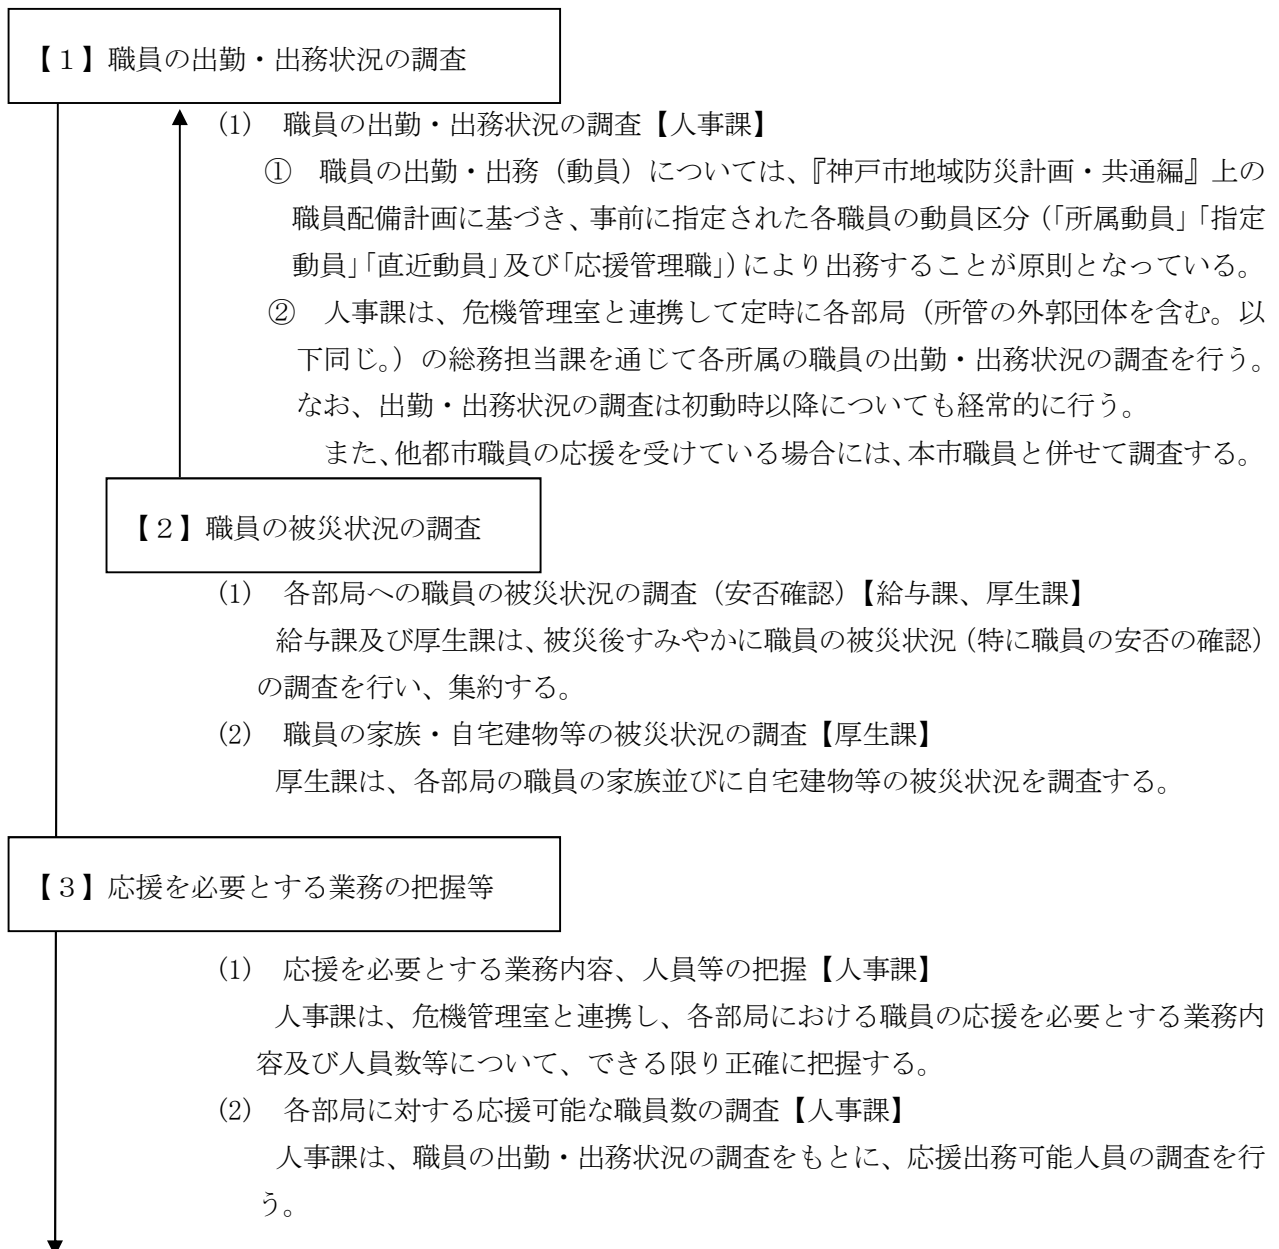 【１】職員の出勤・出務状況の調査
(1)　職員の出勤・出務状況の調査【人事課】
①　職員の出勤・出務（動員）については、『神戸市地域防災計画・共通編』上の
職員配備計画に基づき、事前に指定された各職員の動員区分（「所属動員」「指定
動員」「直近動員」及び「応援管理職」）により出務することが原則となっている。
②　人事課は、危機管理室と連携して定時に各部局（所管の外郭団体を含む。以
下同じ。）の総務担当課を通じて各所属の職員の出勤・出務状況の調査を行う。
なお、出勤・出務状況の調査は初動時以降についても経常的に行う。
また、他都市職員の応援を受けている場合には、本市職員と併せて調査する。
【２】職員の被災状況の調査
(1)　各部局への職員の被災状況の調査（安否確認）【給与課、厚生課】
給与課及び厚生課は、被災後すみやかに職員の被災状況（特に職員の安否の確認）
の調査を行い、集約する。
(2)　職員の家族・自宅建物等の被災状況の調査【厚生課】
厚生課は、各部局の職員の家族並びに自宅建物等の被災状況を調査する。
【３】応援を必要とする業務の把握等
(1)　応援を必要とする業務内容、人員等の把握【人事課】
人事課は、危機管理室と連携し、各部局における職員の応援を必要とする業務内
容及び人員数等について、できる限り正確に把握する。
(2)　各部局に対する応援可能な職員数の調査【人事課】
人事課は、職員の出勤・出務状況の調査をもとに、応援出務可能人員の調査を行
う。